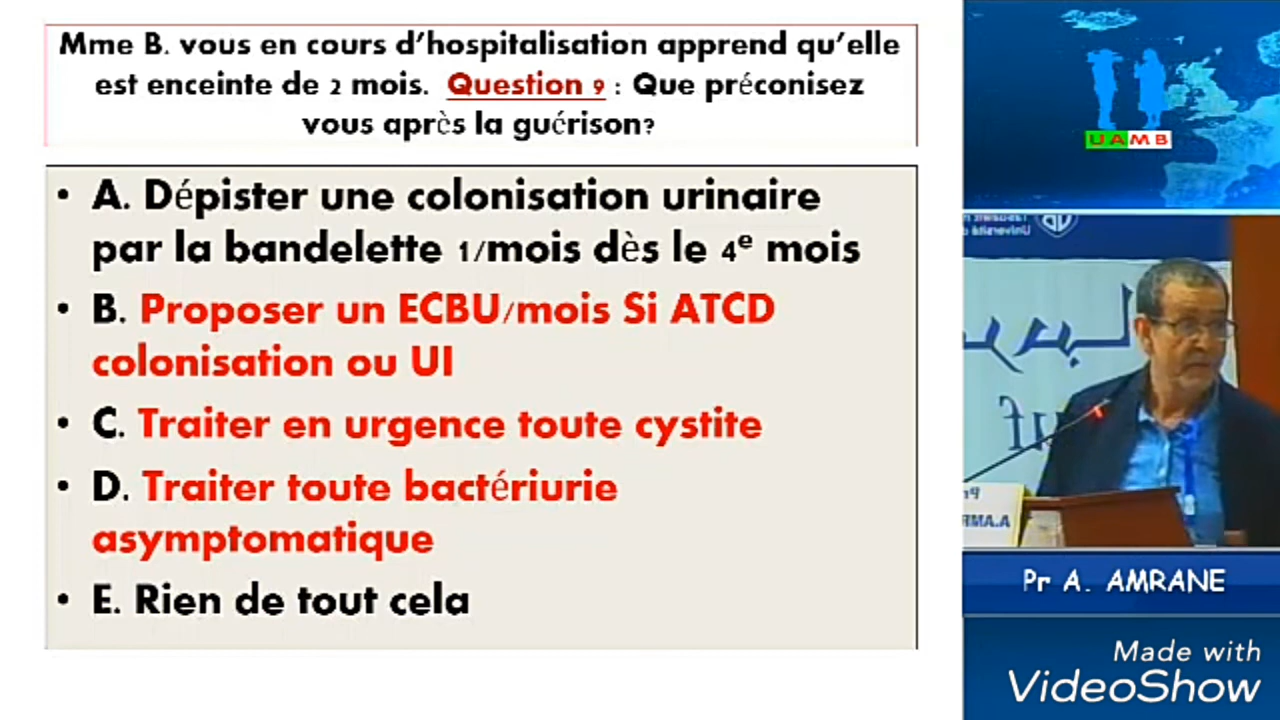 Mme B. vous en cours d’hospitalisation apprend qu’elle
est enceinte de 2 mois. Question 9 : Que préconisez
vous après la guérison?
• A. Dépister une colonisation urinaire
par la bandelette 1/mois dès le 4e mois
• B. Proposer un ECBU/mois Si ATCD
colonisation ou UI
• C. Traiter en urgence toute cystite
• D. Traiter toute bactériurie
asymptomatique
• E. Rien de tout cela
UAMB
Pr A. AMRANE
Made with
VideoShow